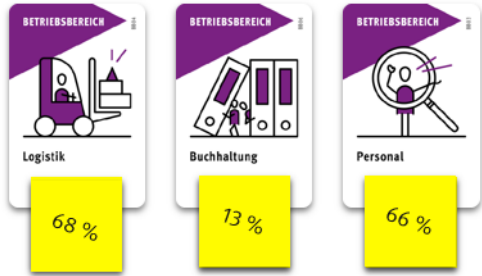 BETRIEBSBEREICH
Logistik
68 %
BETRIEBSBEREICH
Buchhaltung
13 %
BETRIEBSBEREICH
Personal
66 %